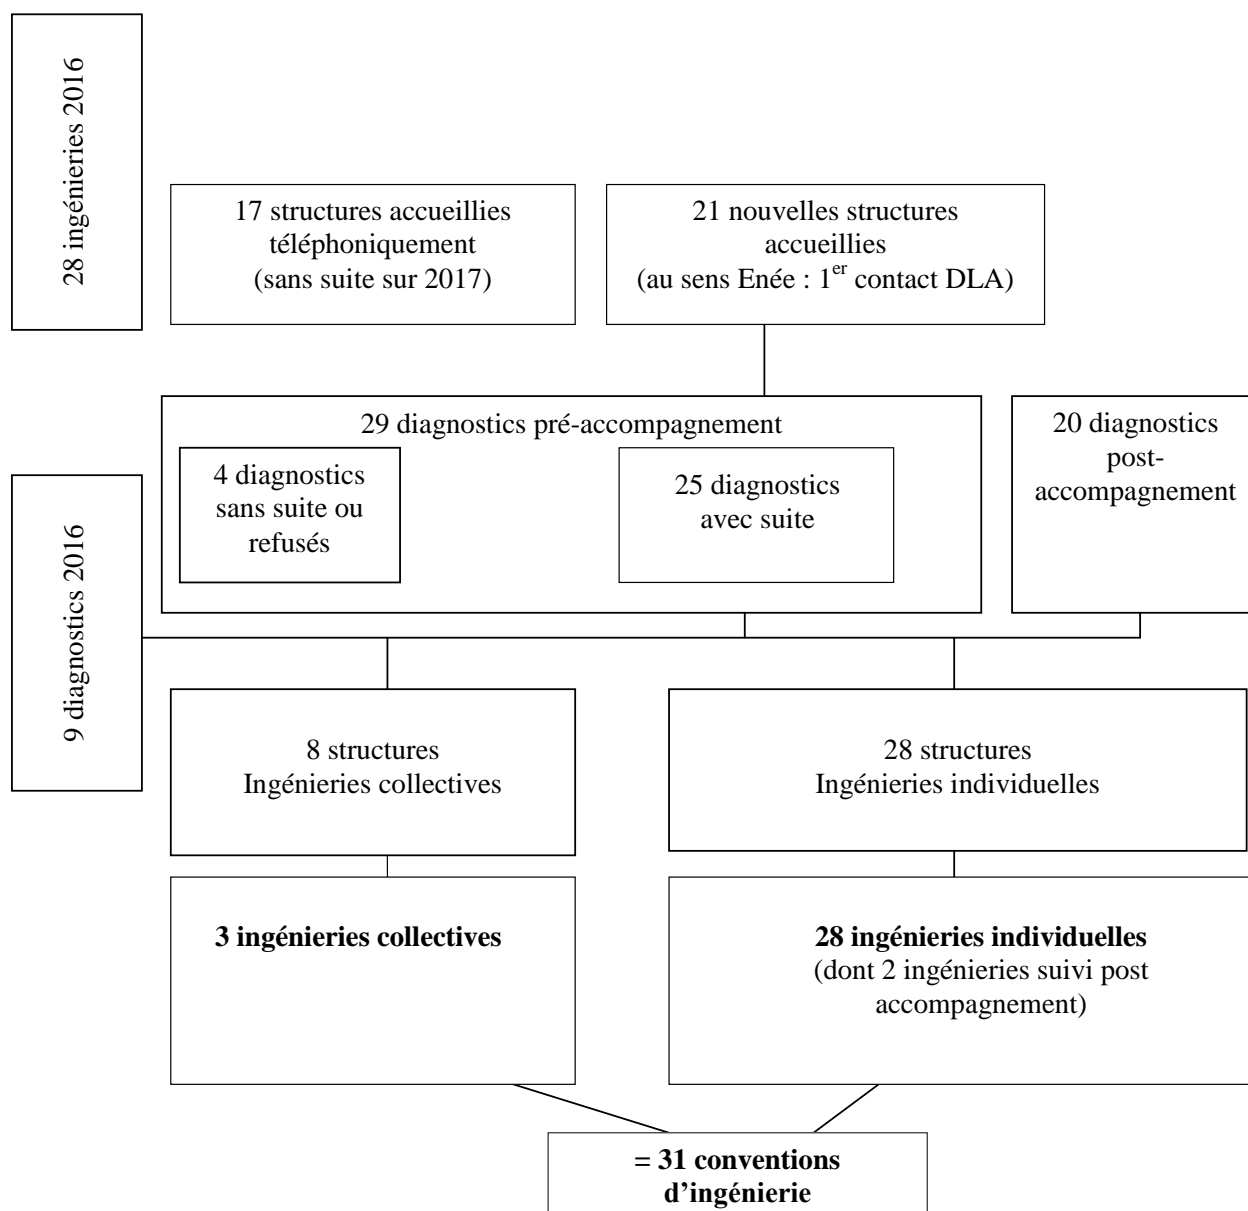 28 ingénieries 2016
17 structures accueillies
téléphoniquement
(sans suite sur 2017)
21 nouvelles structures
accueillies
(au sens Enée : 1er contact DLA)
29 diagnostics pré-accompagnement
4 diagnostics
sans suite ou
refusés
25 diagnostics
avec suite
20 diagnostics
post-
accompagnement
9 diagnostics 2016
8 structures
Ingénieries collectives
28 structures
Ingénieries individuelles
3 ingénieries collectives
28 ingénieries individuelles
(dont 2 ingénieries suivi post
accompagnement)
= 31 conventions
d’ingénierie